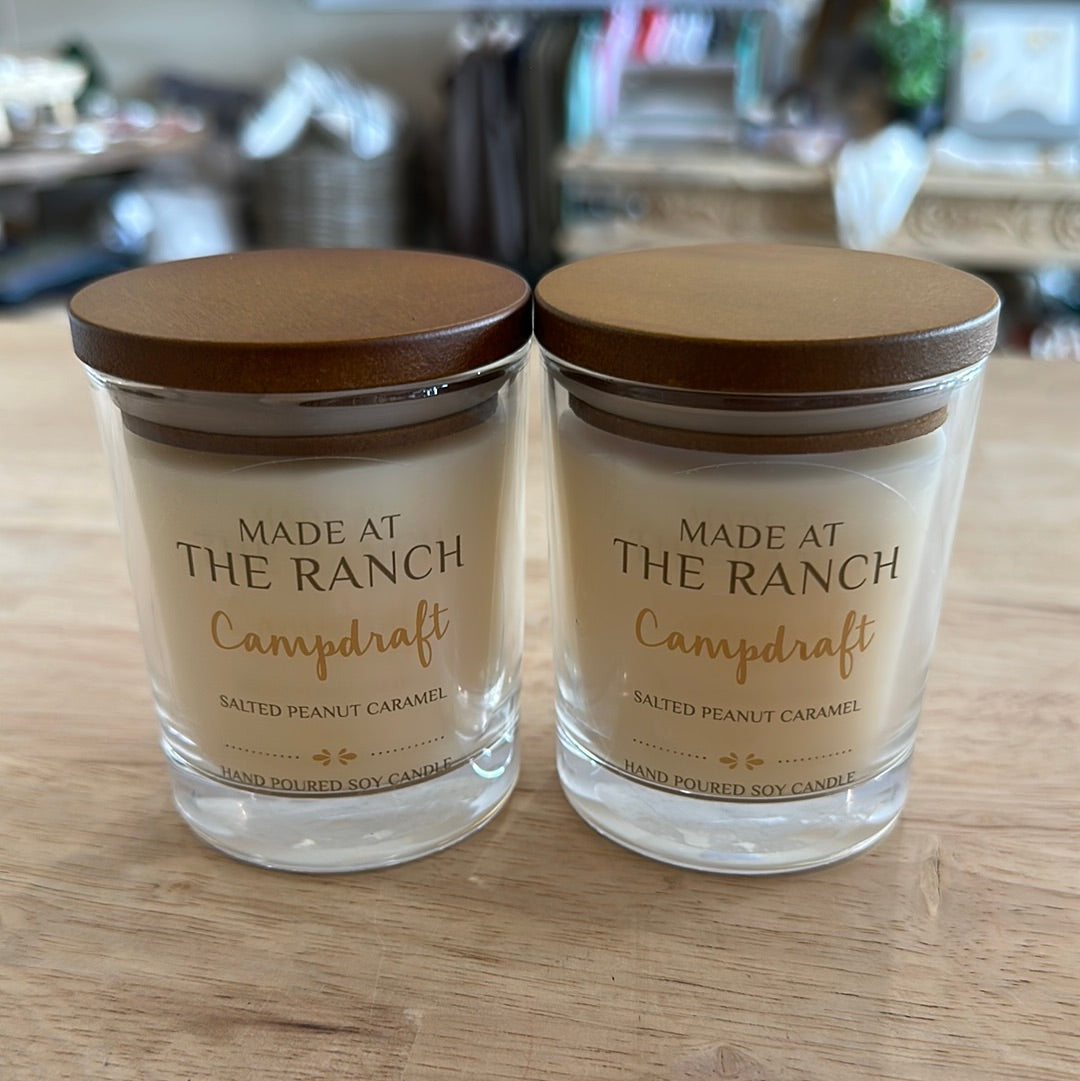 MADE AT
THE RANCH
Campdraft
SALTED PEANUT CARAMEL
HAND POURED SOY CANDLE
MADE AT
THE RANCH
Campdraft
SALTED PEANUT CARAMEL
HAND POURED SOY CANDLE